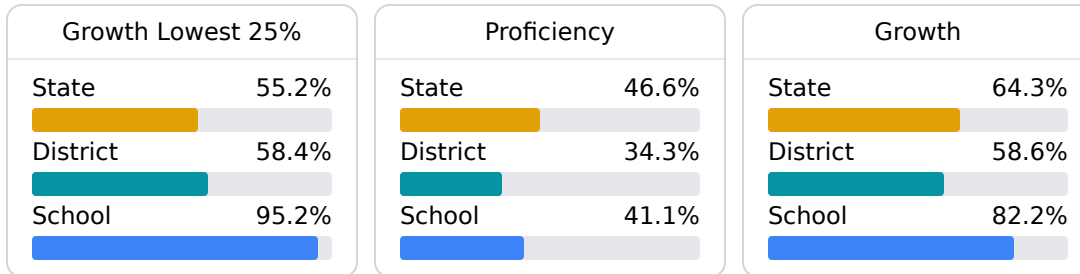 Growth Lowest 25%
State 55.2%
District 58.4%
School 95.2%
Proficiency
State 46.6%
District 34.3%
School 41.1%
Growth
State 64.3%
District 58.6%
School 82.2%